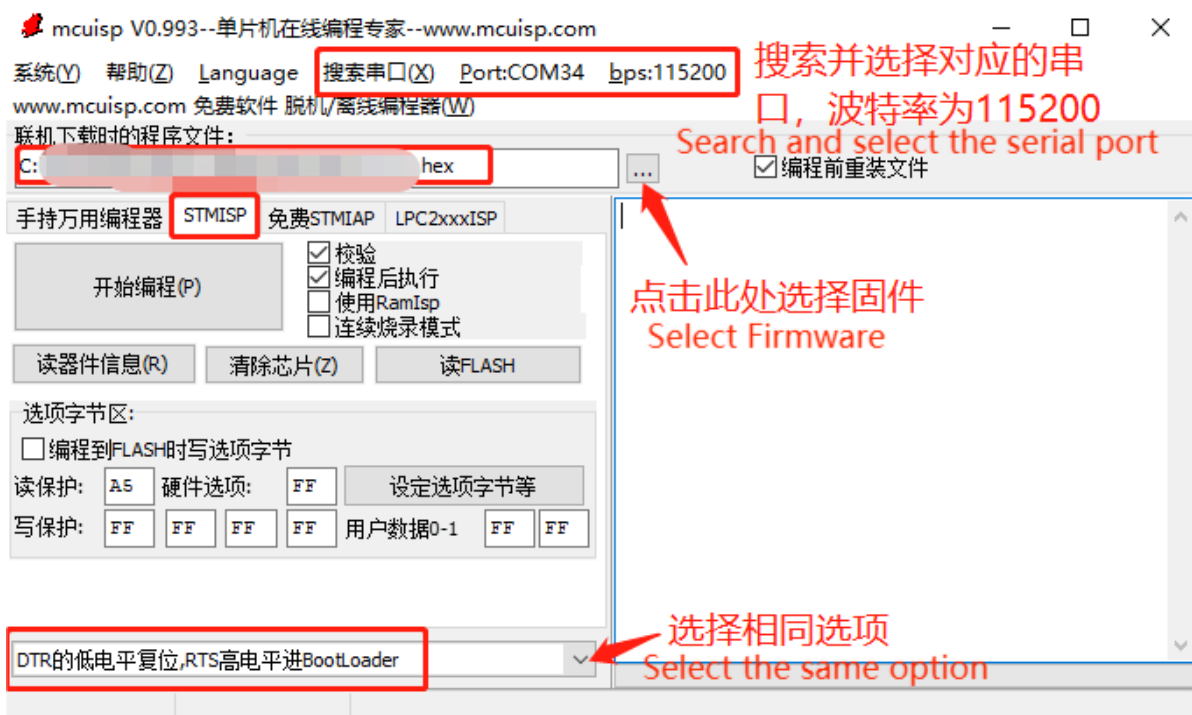 mcuisp V0.993--单片机在线编程专家--www.mcuisp.com
系统(Y) 帮助(Z) Language 搜索串口(X) Port:COM34 bps:115200
搜索并选择对应的串
口，波特率为115200
www.mcuisp.com 免费软件 脱机/离线编程器(W)
Search and select the serial port
联机下载时的程序文件：
C: hex ... 编程前重装文件
手持万用编程器 STMISP 免费STMIAP LPC2xxxISP
开始编程(P)
校验
编程后执行
使用RamIsp
连续烧录模式
点击此处选择固件
Select Firmware
读器件信息(R) 清除芯片(Z) 读FLASH
选项字节区:
编程到FLASH时写选项字节
读保护: A5 硬件选项: FF 设定选项字节等
写保护: FF FF FF FF 用户数据0-1 FF FF
选择相同选项
DTR的低电平复位,RTS高电平进BootLoader
Select the same option